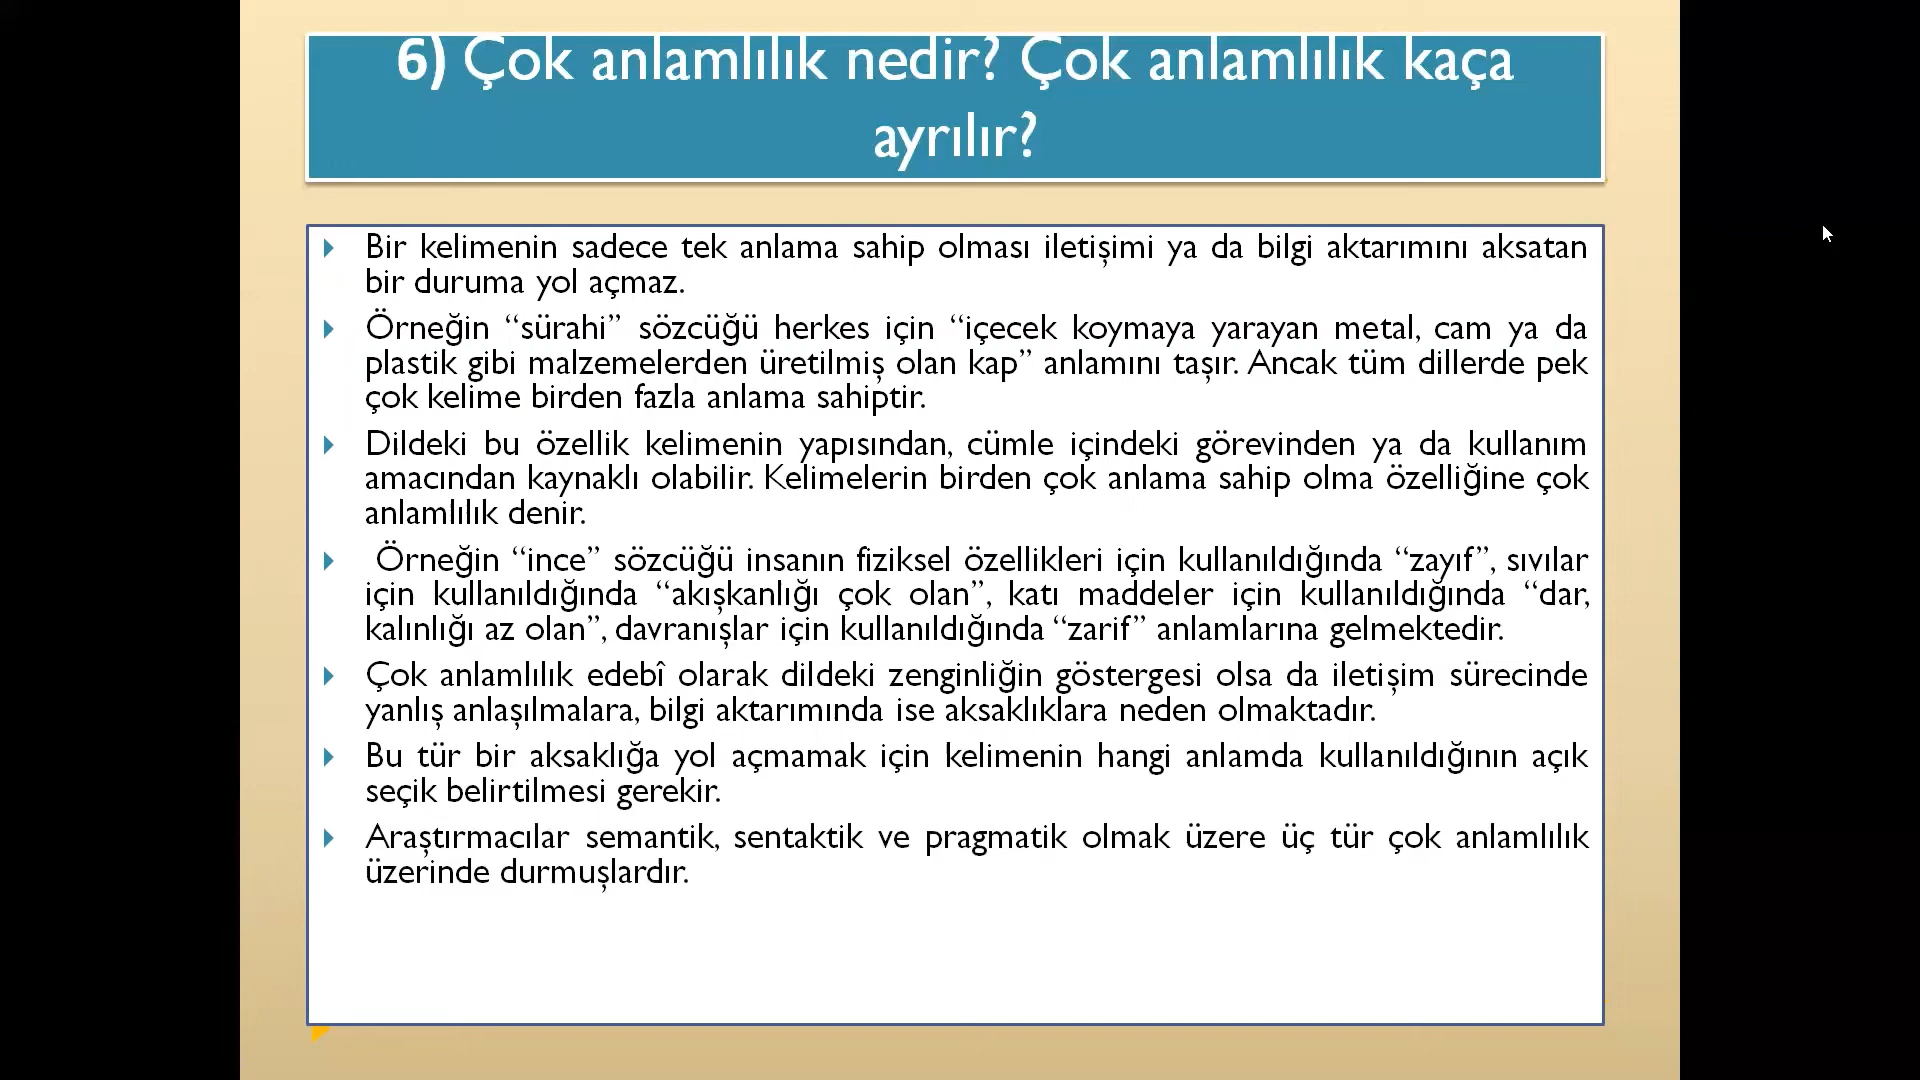 6) Çok anlamlılık nedir? Çok anlamlılık kaça
ayrılır?
Bir kelimenin sadece tek anlama sahip olması iletişimi ya da bilgi aktarımını aksatan
bir duruma yol açmaz.
Örneğin “sürahi” sözcüğü herkes için “içecek koymaya yarayan metal, cam ya da
plastik gibi malzemelerden üretilmiş olan kap” anlamını taşır. Ancak tüm dillerde pek
çok kelime birden fazla anlama sahiptir.
Dildeki bu özellik kelimenin yapısından, cümle içindeki görevinden ya da kullanım
amacından kaynaklı olabilir. Kelimelerin birden çok anlama sahip olma özelliğine çok
anlamlılık denir.
Örneğin “ince” sözcüğü insanın fiziksel özellikleri için kullanıldığında “zayıf”, sıvılar
için kullanıldığında “akışkanlığı çok olan”, katı maddeler için kullanıldığında “dar,
kalınlığı az olan”, davranışlar için kullanıldığında “zarif” anlamlarına gelmektedir.
Çok anlamlılık edebî olarak dildeki zenginliğin göstergesi olsa da iletişim sürecinde
yanlış anlaşılmalara, bilgi aktarımında ise aksaklıklara neden olmaktadır.
Bu tür bir aksaklığa yol açmamak için kelimenin hangi anlamda kullanıldığının açık
seçik belirtilmesi gerekir.
Araştırmacılar semantik, sentaktik ve pragmatik olmak üzere üç tür çok anlamlılık
üzerinde durmuşlardır.